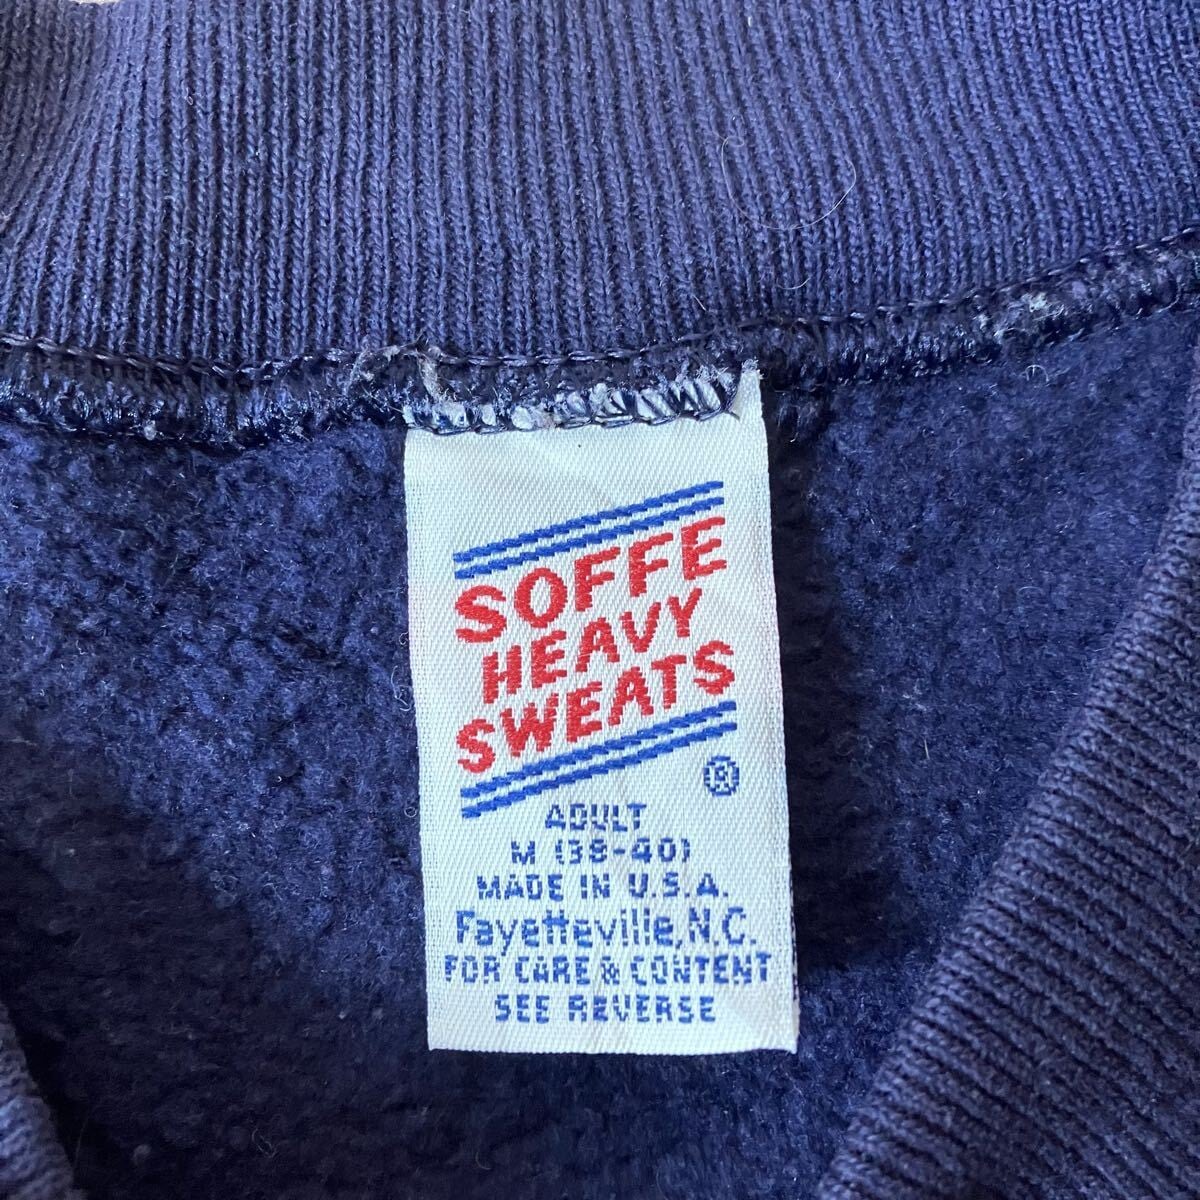 SOFFE
HEAVY
SWEATS
®
ADULT
M (38-40)
MADE IN U.S.A.
Fayetteville, N.C.
FOR CARE & CONTENT
SEE REVERSE